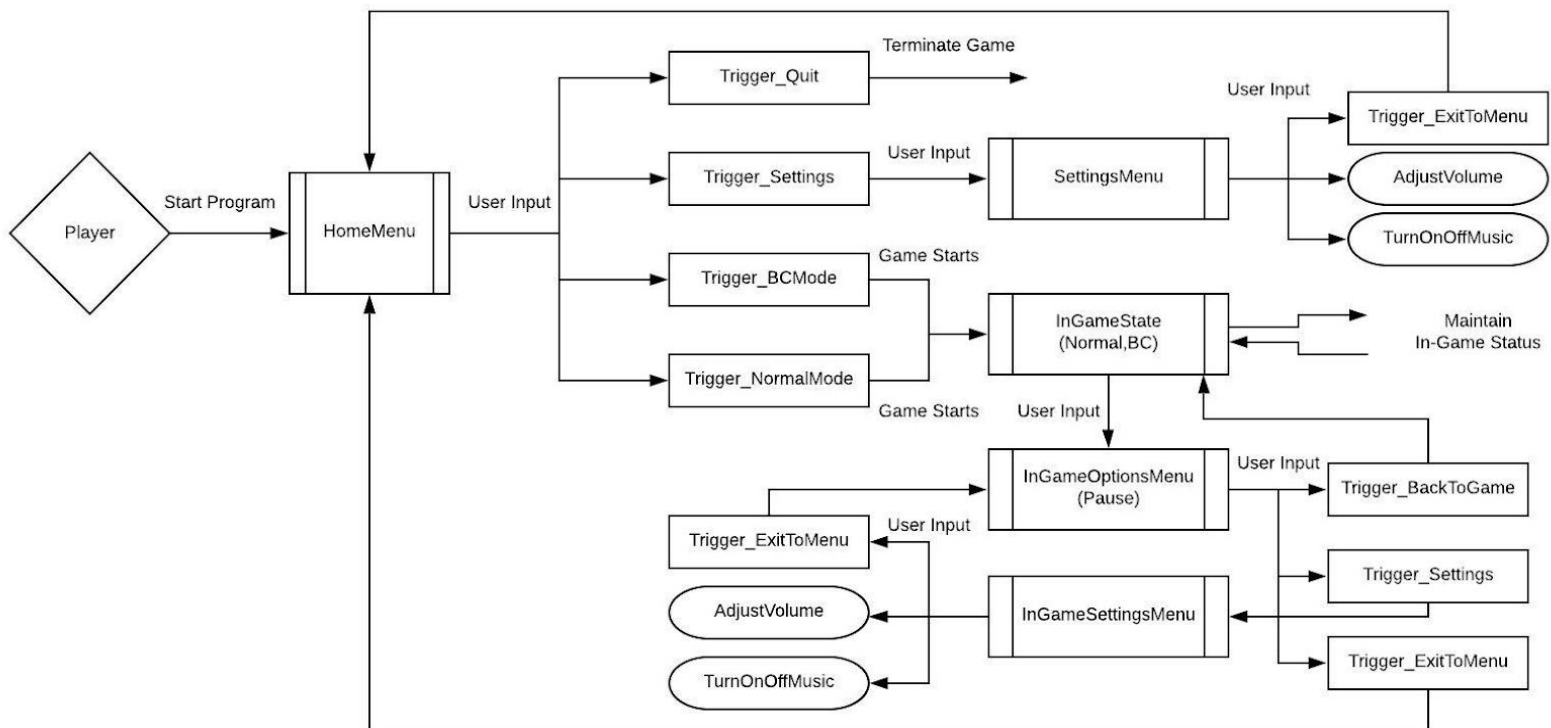 Terminate Game
Trigger_Quit
User Input
Trigger_ExitToMenu
User Input
Trigger_Settings
SettingsMenu
AdjustVolume
Start Program
User Input
Player
HomeMenu
TurnOnOffMusic
Game Starts
Trigger_BCMode
InGameState
(Normal,BC)
Maintain
In-Game Status
Trigger_NormalMode
Game Starts
User Input
User Input
InGameOptionsMenu
(Pause)
Trigger_BackToGame
User Input
Trigger_ExitToMenu
Trigger_Settings
AdjustVolume
InGameSettingsMenu
Trigger_ExitToMenu
TurnOnOffMusic